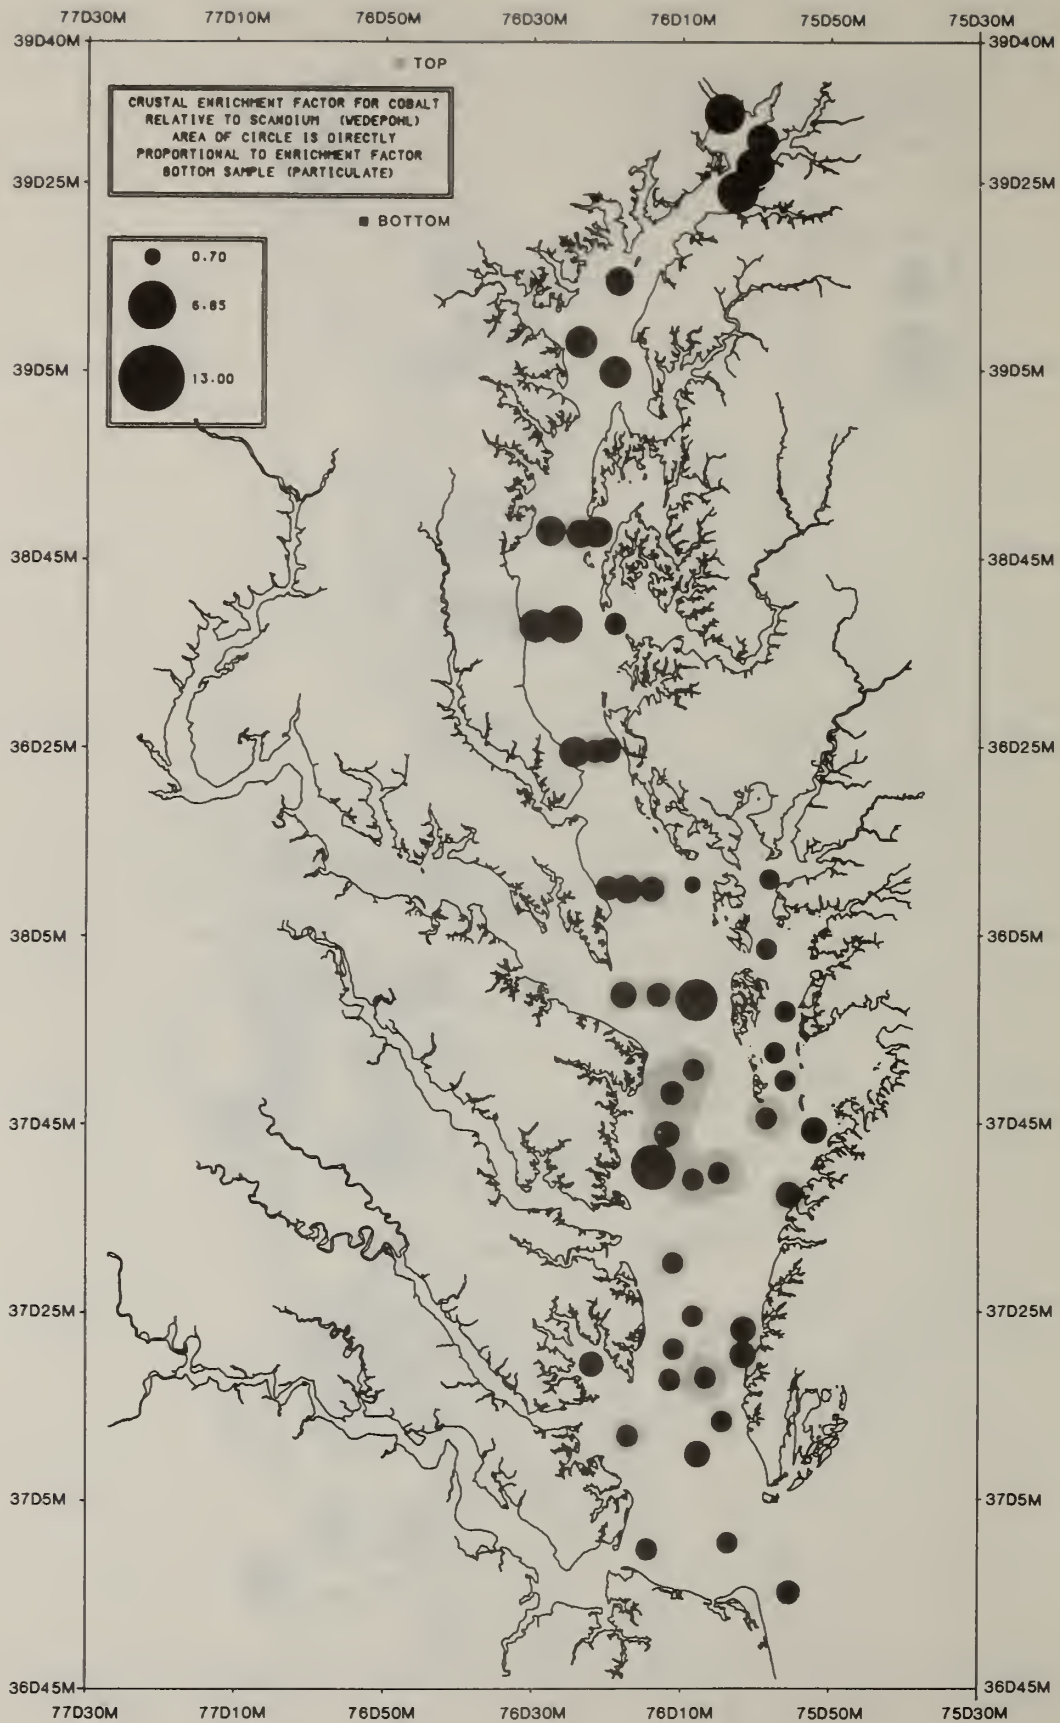 77D30M 77D10M 76D50M 76D30M 76D10M 75D50M 75D30M
39D40M 39D40M
TOP
CRUSTAL ENRICHMENT FACTOR FOR COBALT
RELATIVE TO SCANDIUM (WEDEPOHL)
AREA OF CIRCLE IS DIRECTLY
PROPORTIONAL TO ENRICHMENT FACTOR
BOTTOM SAMPLE (PARTICULATE)
39D25M 39D25M
BOTTOM
0.70
6.85
13.00
39D5M 39D5M
38D45M 38D45M
36D25M 36D25M
38D5M 36D5M
37D45M 37D45M
37D25M 37D25M
37D5M 37D5M
36D45M 36D45M
77D30M 77D10M 76D50M 76D30M 76D10M 75D50M 75D30M